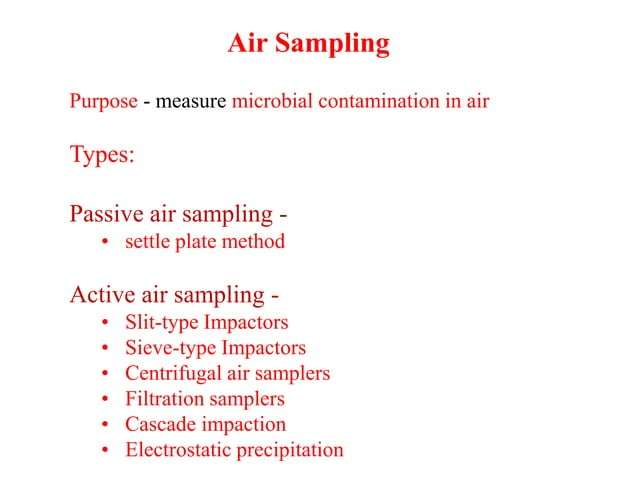 Air Sampling
Purpose - measure microbial contamination in air
Types:
Passive air sampling -
• settle plate method
Active air sampling -
• Slit-type Impactors
• Sieve-type Impactors
• Centrifugal air samplers
• Filtration samplers
• Cascade impaction
• Electrostatic precipitation